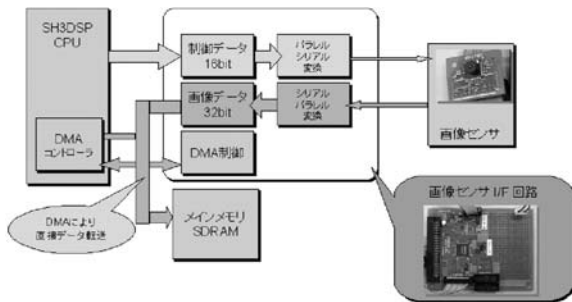 SH3DSP
CPU
制御データ
16bit
パラレル
シリアル
変換
画像データ
32bit
シリアル
パラレル
変換
画像センサ
DMA
コントローラ
DMA制御
画像センサ I/F 回路
DMAにより
直接データ転送
メインメモリ
SDRAM